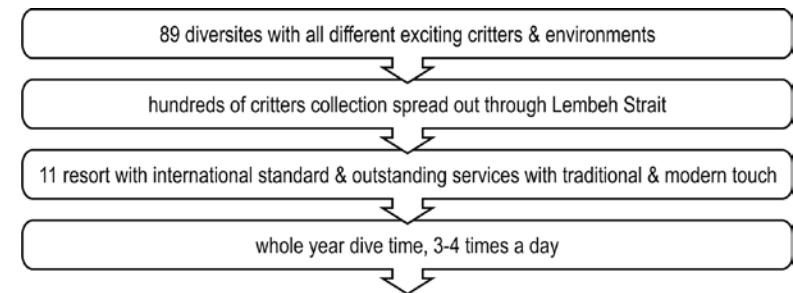 89 diversites with all different exciting critters & environments
hundreds of critters collection spread out through Lembeh Strait
11 resort with international standard & outstanding services with traditional & modern touch
whole year dive time, 3-4 times a day